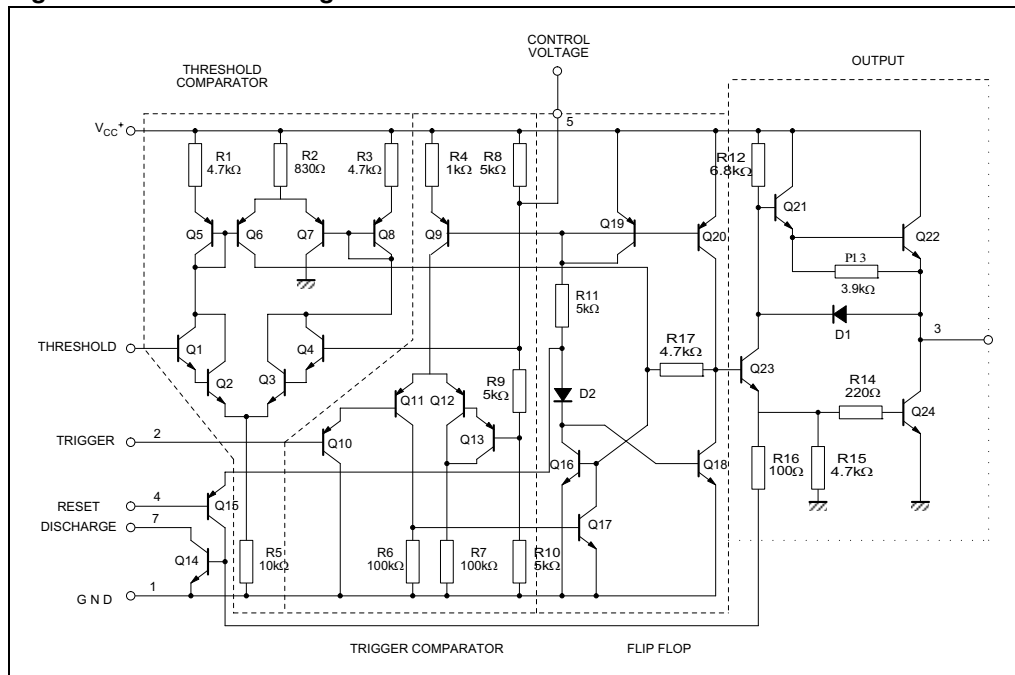 CONTROL
VOLTAGE
OUTPUT
THRESHOLD
COMPARATOR
5
VCC+
R1
4.7kΩ
R2
830Ω
R3
4.7kΩ
R4
1kΩ
R8
5kΩ
R12
6.8kΩ
Q21
Q19
Q5
Q6
Q7
Q8
Q9
Q20
Q22
P13
3.9kΩ
R11
5kΩ
D1
3
R17
4.7kΩ
THRESHOLD
Q1
Q4
Q2
Q3
Q23
R9
5kΩ
D2
R14
220Ω
Q11
Q12
Q24
TRIGGER
2
Q10
Q13
Q16
Q18
R16
100Ω
R15
4.7kΩ
RESET
4
Q15
DISCHARGE
7
Q17
Q14
R5
10kΩ
R6
100kΩ
R7
100kΩ
R10
5kΩ
GND
1
TRIGGER COMPARATOR
FLIP FLOP